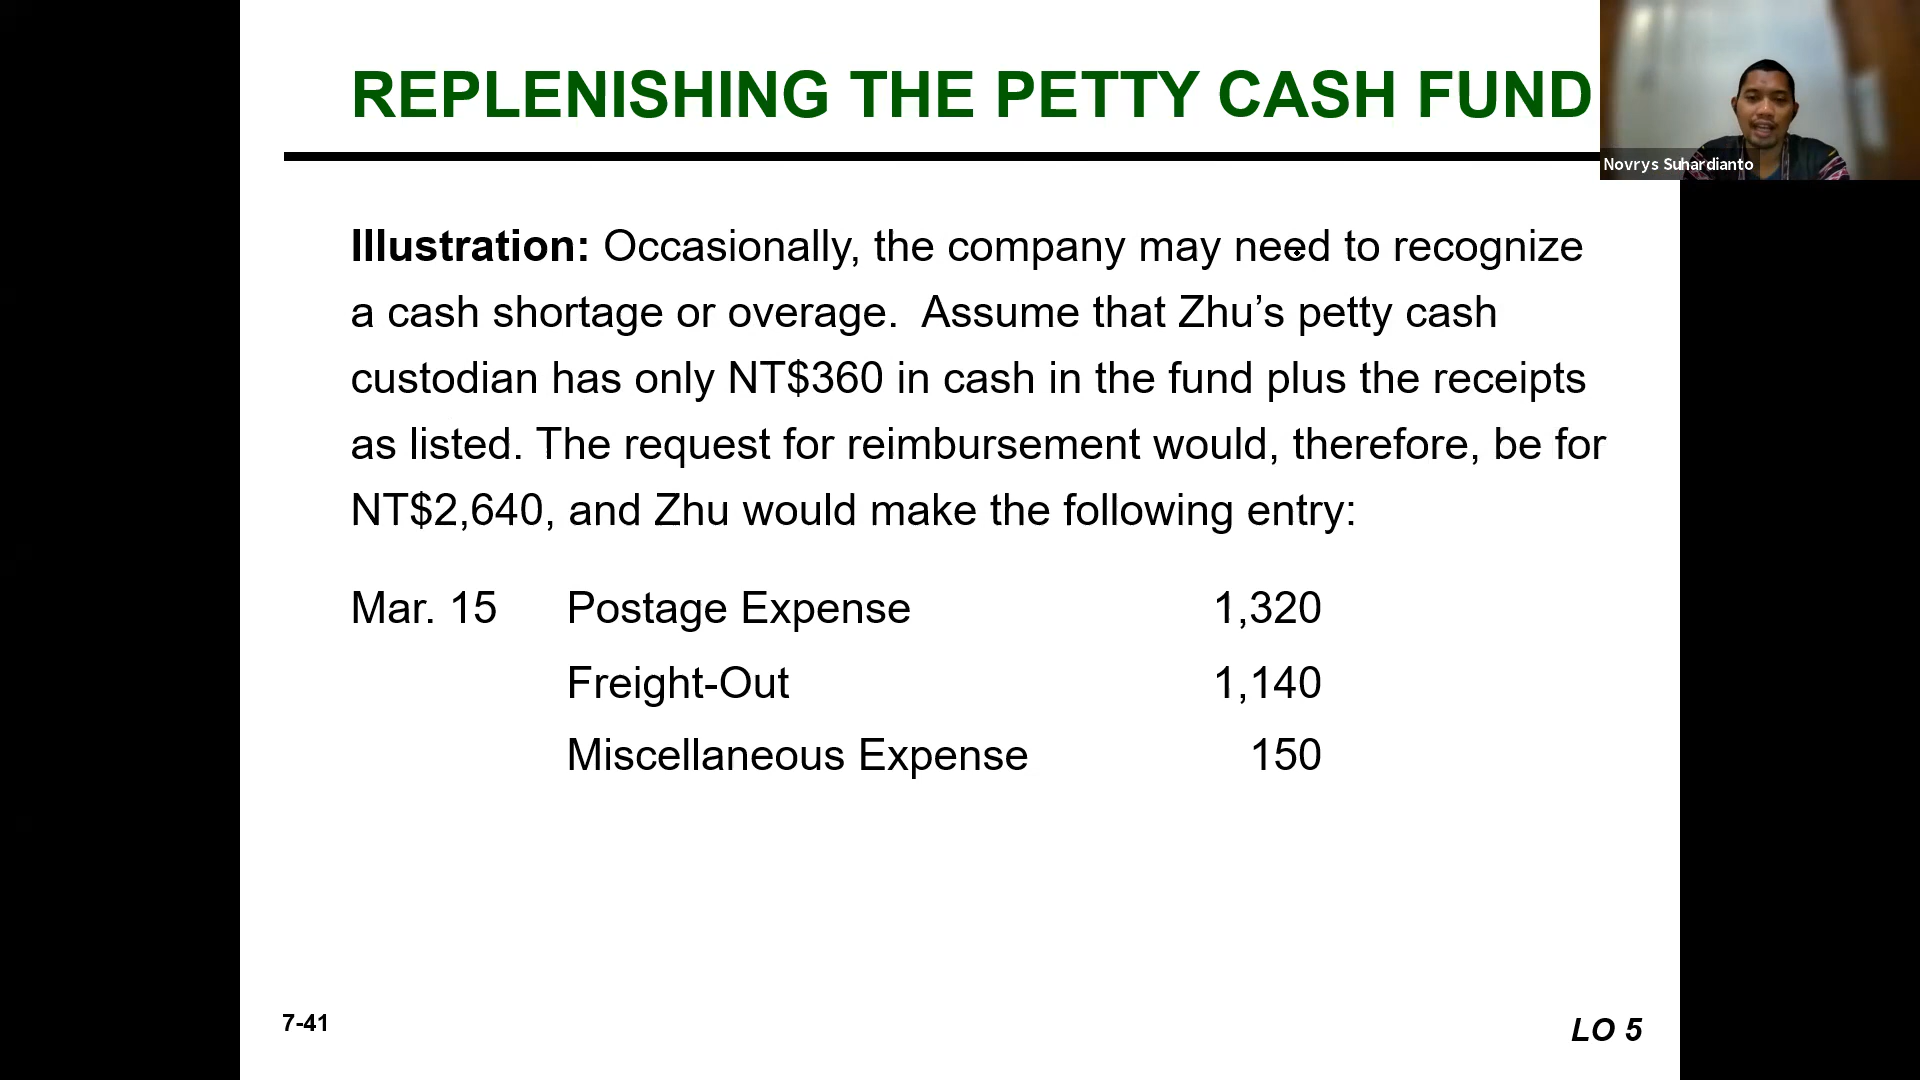 REPLENISHING THE PETTY CASH FUND
Novrys Suhardianto
Illustration: Occasionally, the company may need to recognize
a cash shortage or overage.  Assume that Zhu’s petty cash
custodian has only NT$360 in cash in the fund plus the receipts
as listed. The request for reimbursement would, therefore, be for
NT$2,640, and Zhu would make the following entry:
Mar. 15 Postage Expense 1,320
Freight-Out 1,140
Miscellaneous Expense 150
7-41
LO 5